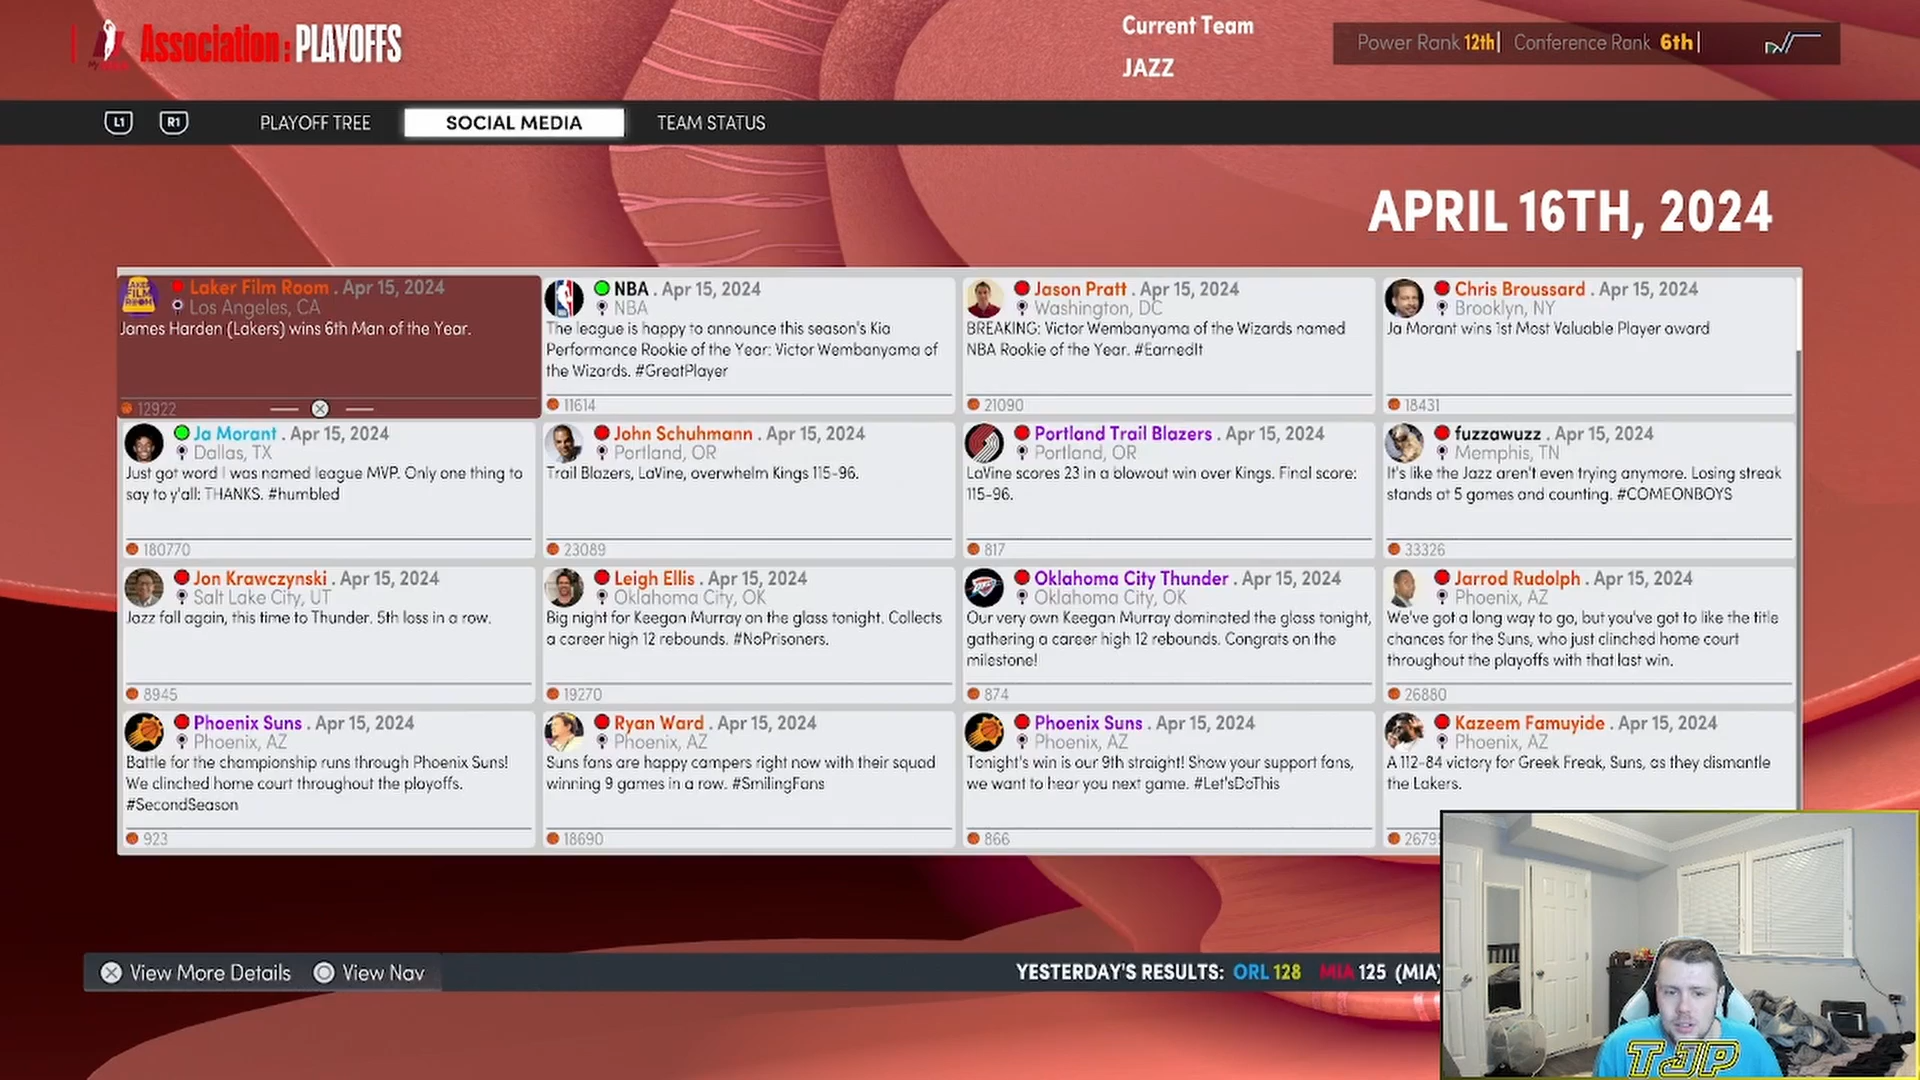 Association: PLAYOFFS
Current Team
JAZZ
Power Rank 12th| Conference Rank 6th|
L1 R1 PLAYOFF TREE SOCIAL MEDIA TEAM STATUS
APRIL 16TH, 2024
Laker Film Room . Apr 15, 2024
Los Angeles, CA
James Harden (Lakers) wins 6th Man of the Year.
12922
NBA . Apr 15, 2024
NBA
The league is happy to announce this season's Kia
Performance Rookie of the Year: Victor Wembanyama of
the Wizards. #GreatPlayer
11614
Jason Pratt . Apr 15, 2024
Washington, DC
BREAKING: Victor Wembanyama of the Wizards named
NBA Rookie of the Year. #EarnedIt
21090
Chris Broussard . Apr 15, 2024
Brooklyn, NY
Ja Morant wins 1st Most Valuable Player award
18431
Ja Morant . Apr 15, 2024
Dallas, TX
Just got word I was named league MVP. Only one thing to
say to y'all: THANKS. #humbled
180770
John Schuhmann . Apr 15, 2024
Portland, OR
Trail Blazers, LaVine, overwhelm Kings 115-96.
23089
Portland Trail Blazers . Apr 15, 2024
Portland, OR
LaVine scores 23 in a blowout win over Kings. Final score:
115-96.
817
fuzzawuzz . Apr 15, 2024
Memphis, TN
It's like the Jazz aren't even trying anymore. Losing streak
stands at 5 games and counting. #COMEONBOYS
33326
Jon Krawczynski . Apr 15, 2024
Salt Lake City, UT
Jazz fall again, this time to Thunder. 5th loss in a row.
8945
Leigh Ellis . Apr 15, 2024
Oklahoma City, OK
Big night for Keegan Murray on the glass tonight. Collects
a career high 12 rebounds. #NoPrisoners.
19270
Oklahoma City Thunder . Apr 15, 2024
Oklahoma City, OK
Our very own Keegan Murray dominated the glass tonight,
gathering a career high 12 rebounds. Congrats on the
milestone!
874
Jarrod Rudolph . Apr 15, 2024
Phoenix, AZ
We've got a long way to go, but you've got to like the title
chances for the Suns, who just clinched home court
throughout the playoffs with that last win.
26880
Phoenix Suns . Apr 15, 2024
Phoenix, AZ
Battle for the championship runs through Phoenix Suns!
We clinched home court throughout the playoffs.
#SecondSeason
923
Ryan Ward . Apr 15, 2024
Phoenix, AZ
Suns fans are happy campers right now with their squad
winning 9 games in a row. #SmilingFans
18690
Phoenix Suns . Apr 15, 2024
Phoenix, AZ
Tonight's win is our 9th straight! Show your support fans,
we want to hear you next game. #Let'sDoThis
866
Kazeem Famuyide . Apr 15, 2024
Phoenix, AZ
A 112-84 victory for Greek Freak, Suns, as they dismantle
the Lakers.
View More Details View Nav
YESTERDAY'S RESULTS: ORL 128 MIA 125 (MIA)
TJP